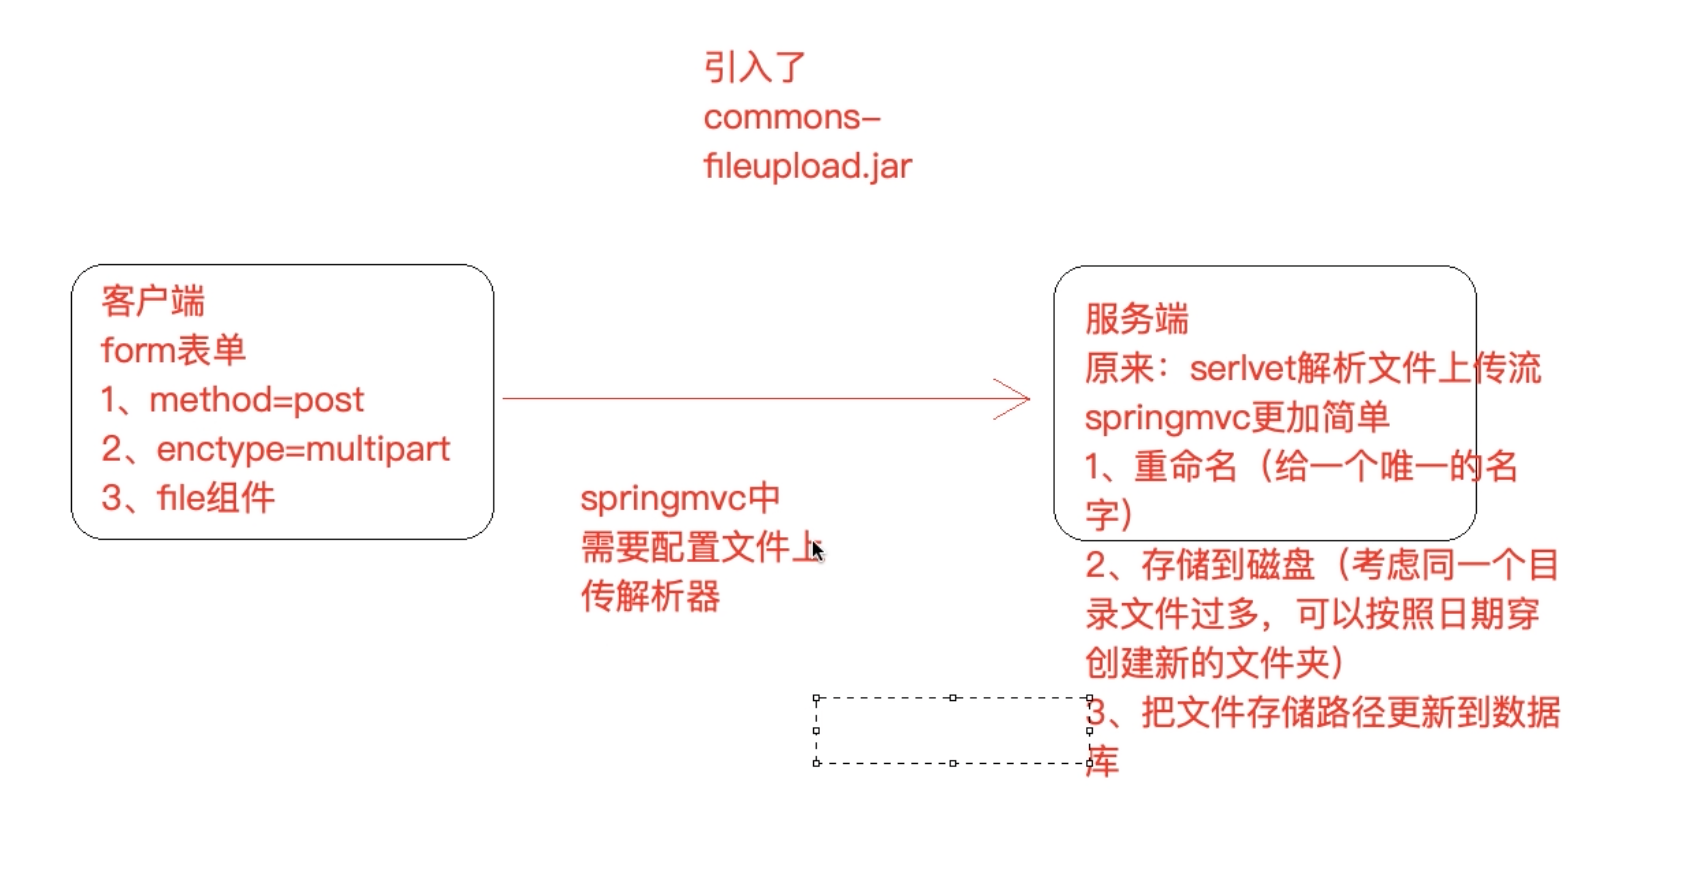 引入了
commons-
fileupload.jar
客户端
form表单
1、method=post
2、enctype=multipart
3、file组件
springmvc中
需要配置文件上
传解析器
服务端
原来：serlvet解析文件上传流
springmvc更加简单
1、重命名（给一个唯一的名
字）
2、存储到磁盘（考虑同一个目
录文件过多，可以按照日期穿
创建新的文件夹）
3、把文件存储路径更新到数据
库